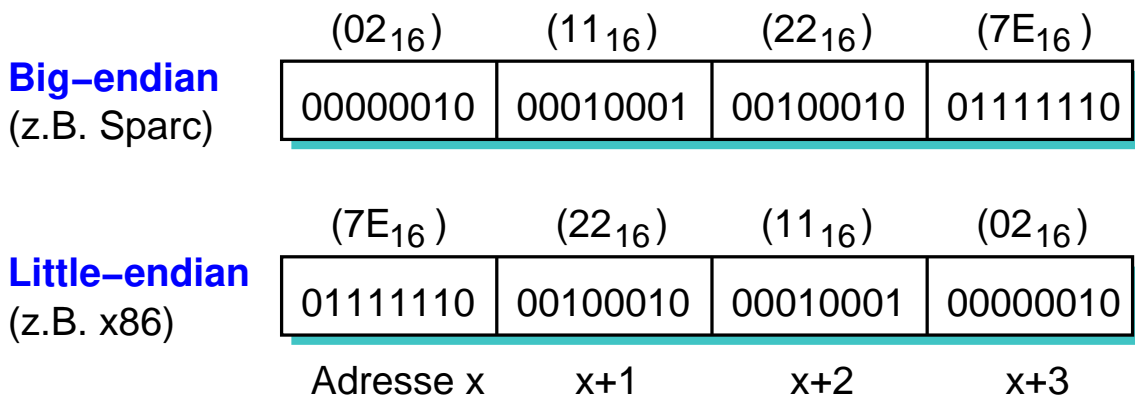 (02₁₆) (11₁₆) (22₁₆) (7E₁₆)
Big–endian
00000010 00010001 00100010 01111110
(z.B. Sparc)
(7E₁₆) (22₁₆) (11₁₆) (02₁₆)
Little–endian
01111110 00100010 00010001 00000010
(z.B. x86)
Adresse x x+1 x+2 x+3